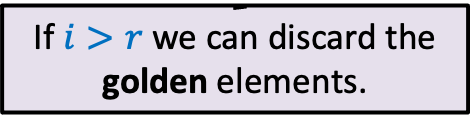 If i > r we can discard the
golden elements.